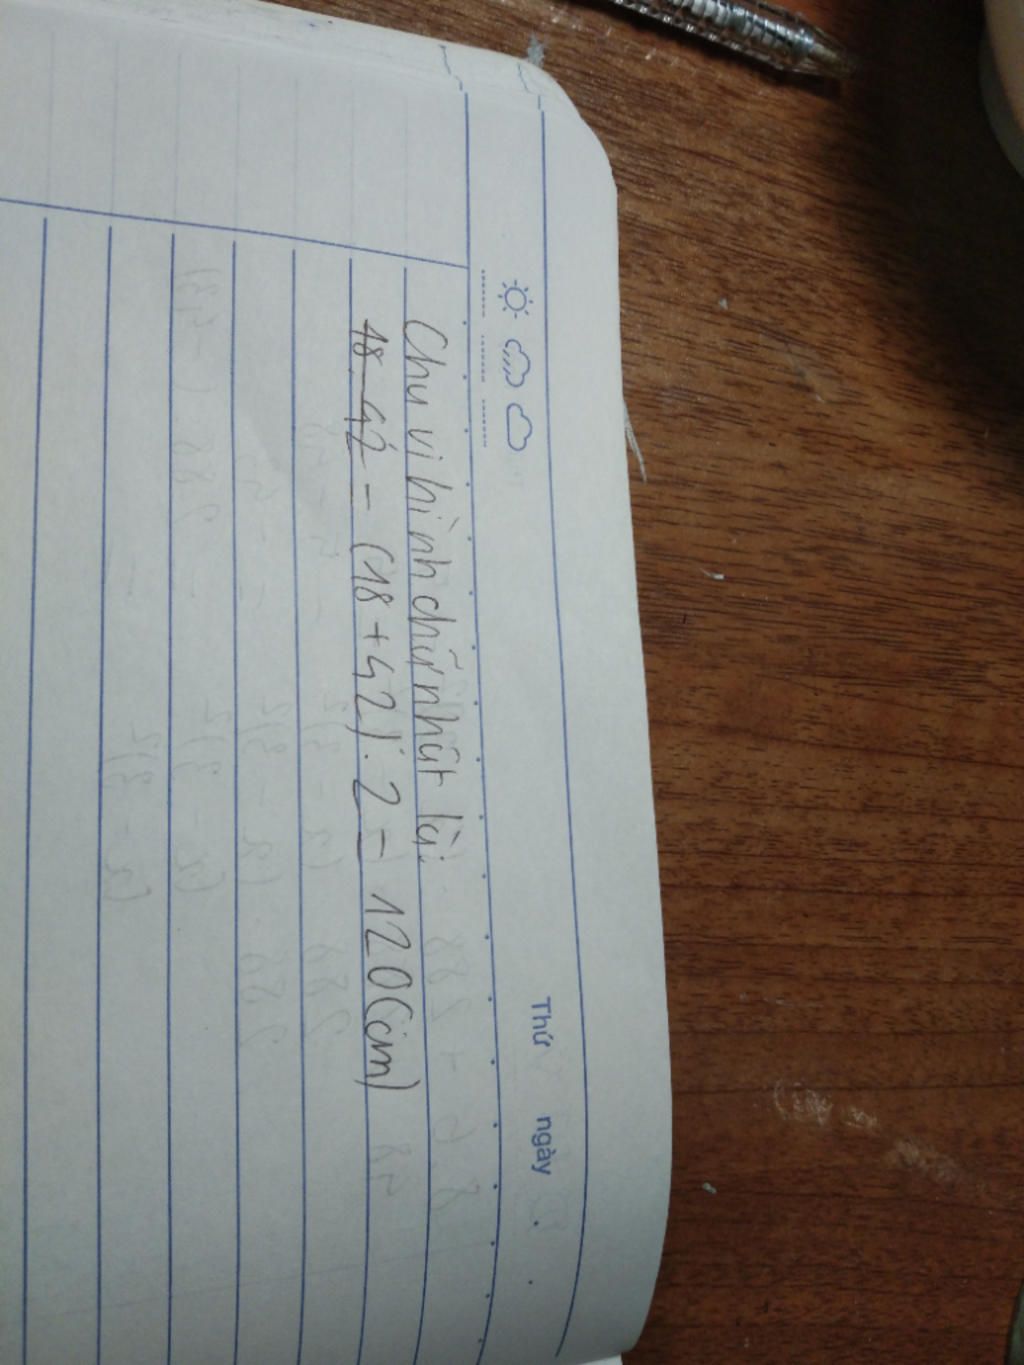 Thứ ngày
Chu vi hình chữ nhật là:
18 42 = (18+42): 2 = 120(cm)